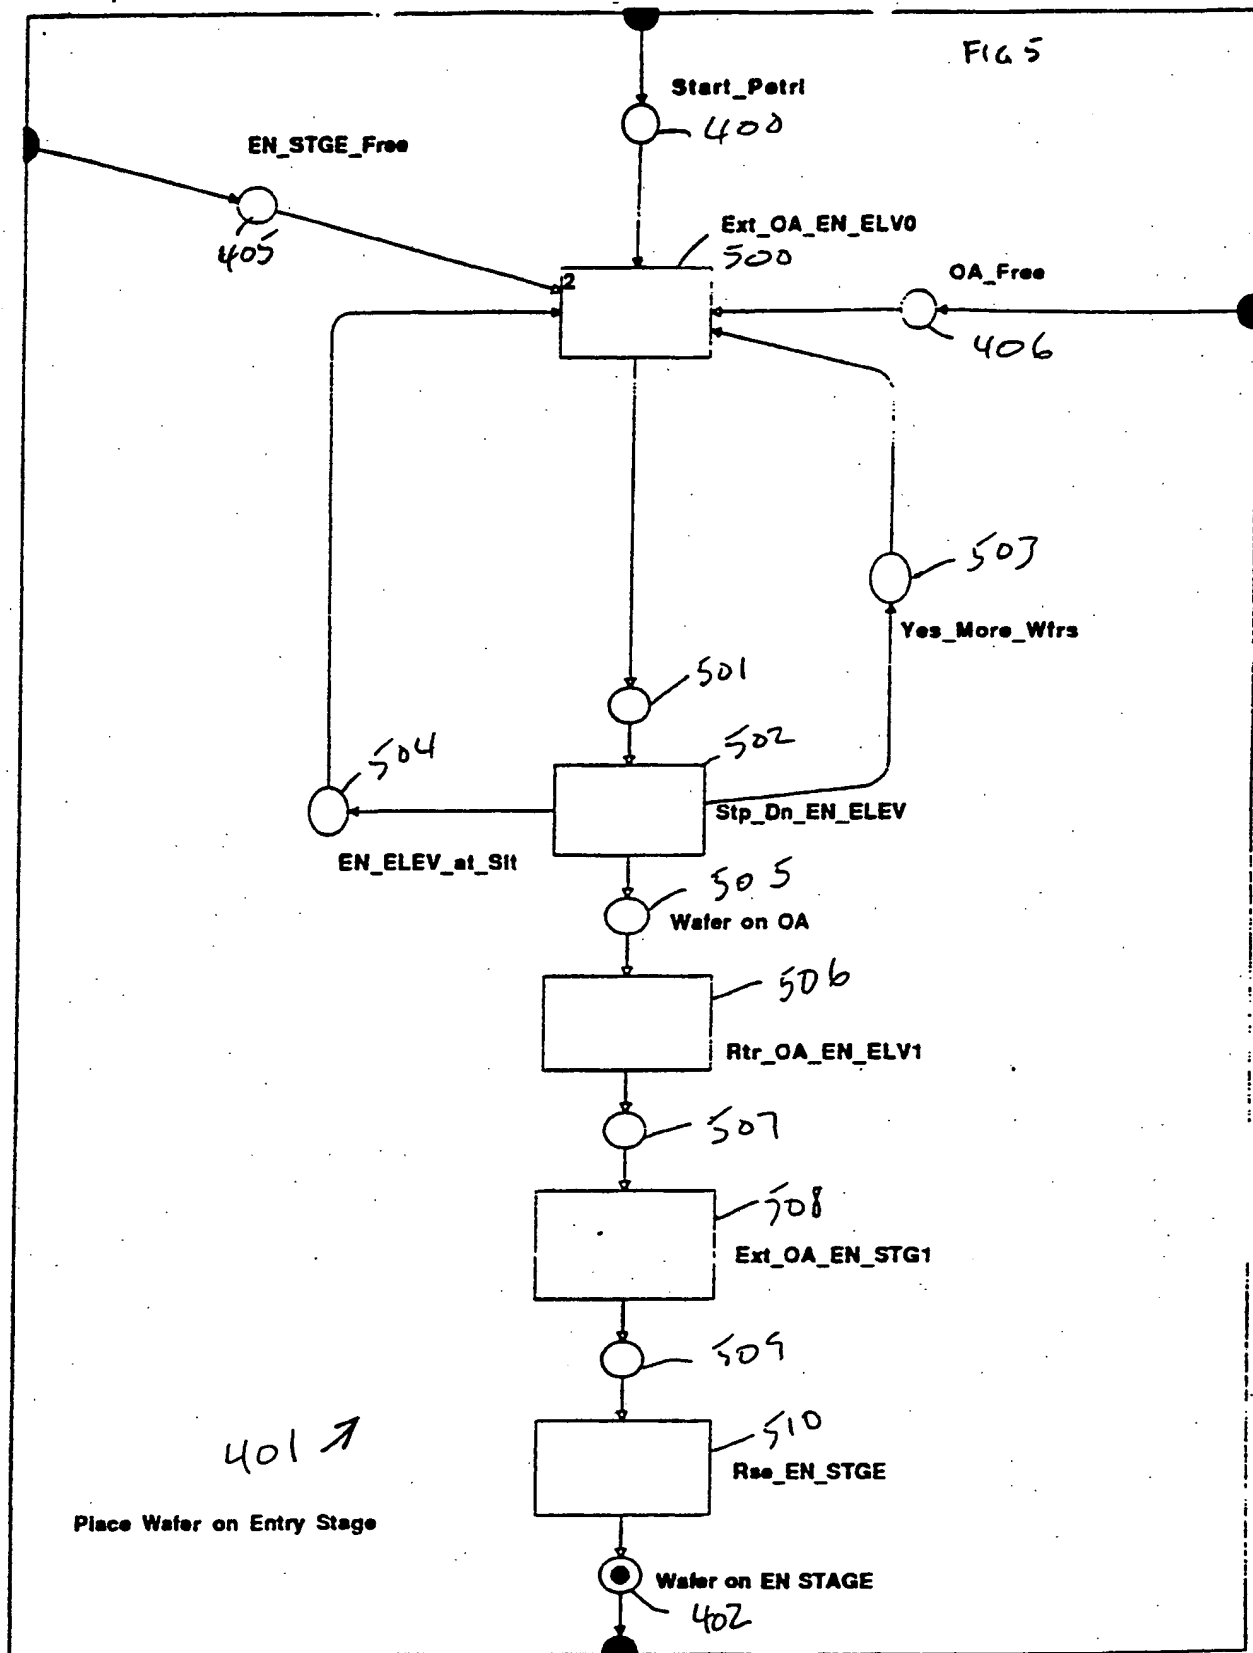 FIG 5
Start_Petri
400
EN_STGE_Free
405
Ext_OA_EN_ELV0
500
2
OA_Free
406
503
Yes_More_Wfrs
501
502
504
Stp_Dn_EN_ELEV
EN_ELEV_at_Slt
505
Wafer on OA
506
Rtr_OA_EN_ELV1
507
508
Ext_OA_EN_STG1
509
401
510
Rse_EN_STGE
Place Wafer on Entry Stage
Wafer on EN STAGE
402